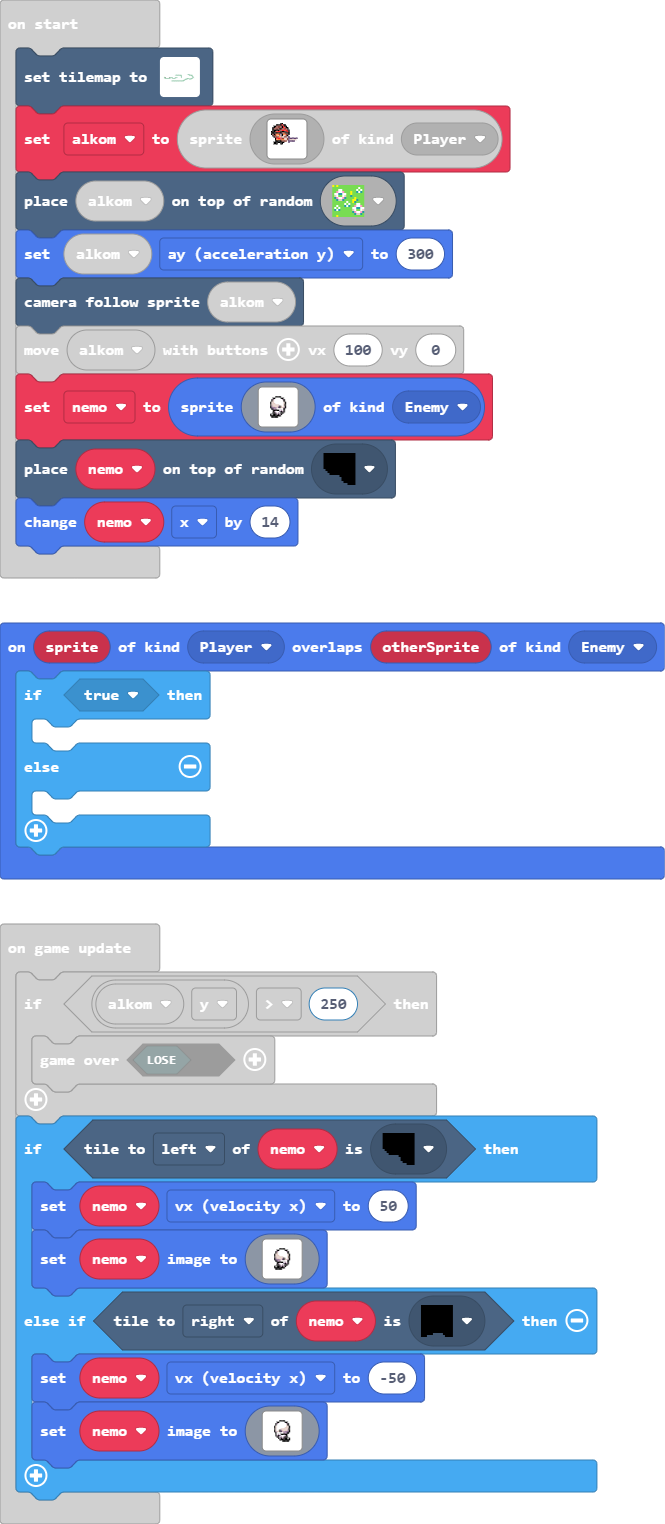 on start
set tilemap to
set alkom to sprite of kind Player
place alkom on top of random
set alkom ay (acceleration y) to 300
camera follow sprite alkom
move alkom with buttons vx 100 vy 0
set nemo to sprite of kind Enemy
place nemo on top of random
change nemo x by 14
on sprite of kind Player overlaps otherSprite of kind Enemy
if true then
else
on game update
if alkom y > 250 then
game over LOSE
if tile to left of nemo is then
set nemo vx (velocity x) to 50
set nemo image to
else if tile to right of nemo is then
set nemo vx (velocity x) to -50
set nemo image to